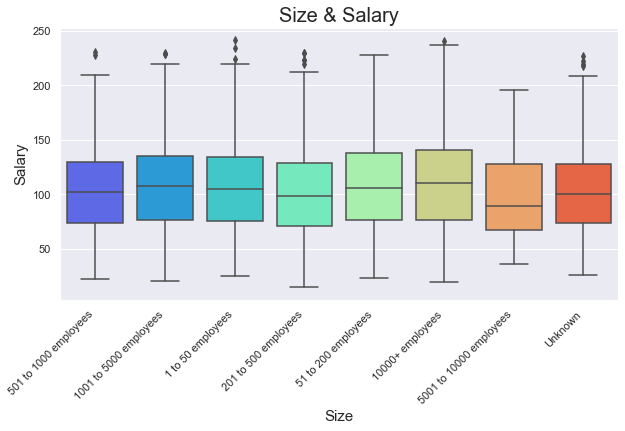 Size & Salary
Salary
250
200
150
100
50
501 to 1000 employees
1001 to 5000 employees
1 to 50 employees
201 to 500 employees
51 to 200 employees
10000+ employees
5001 to 10000 employees
Unknown
Size